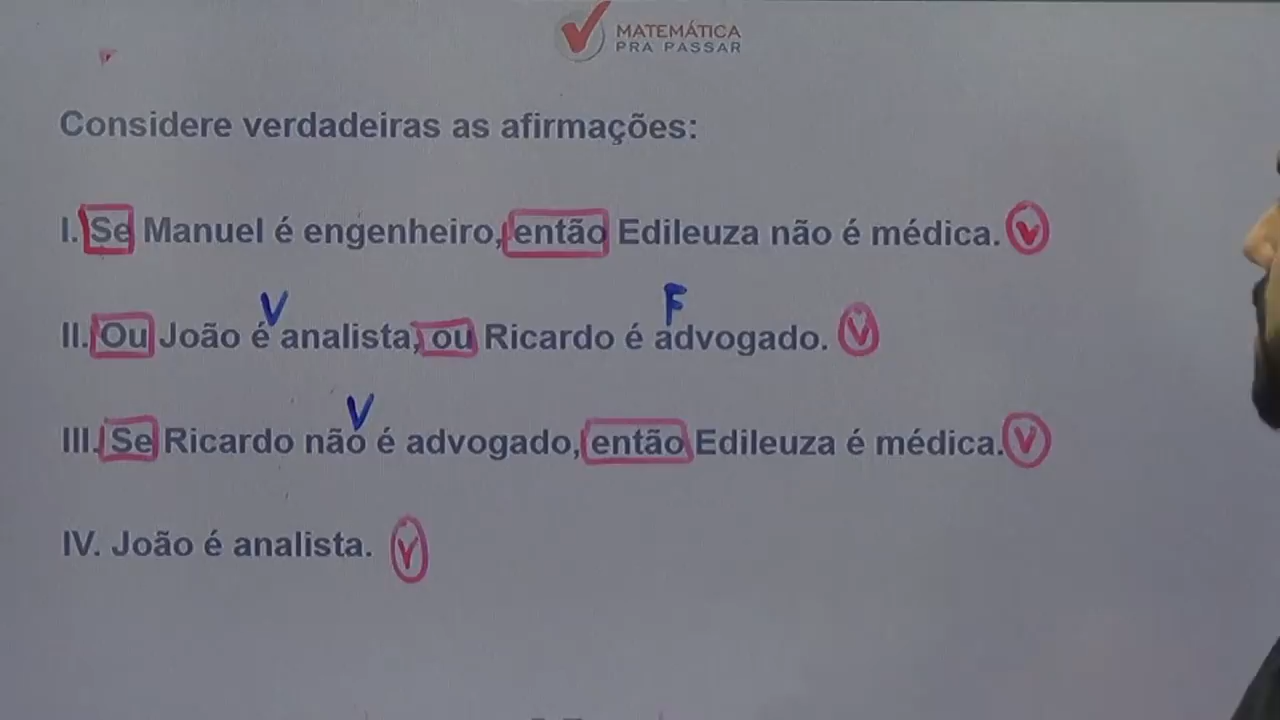 MATEMÁTICA
PRA PASSAR
Considere verdadeiras as afirmações:
I. Se Manuel é engenheiro, então Edileuza não é médica. V
V F
II. Ou João é analista, ou Ricardo é advogado. V
V
III. Se Ricardo não é advogado, então Edileuza é médica. V
IV. João é analista. V